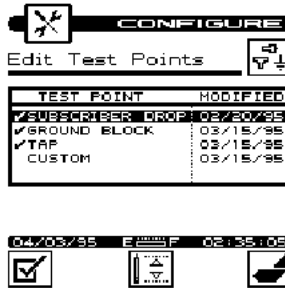 CONFIGURE
Edit Test Points
TEST POINT MODIFIED
✓SUBSCRIBER DROP 02/20/95
✓GROUND BLOCK 03/15/95
✓TAP 03/15/95
CUSTOM 03/15/95
04/03/95 E F 02:35:05